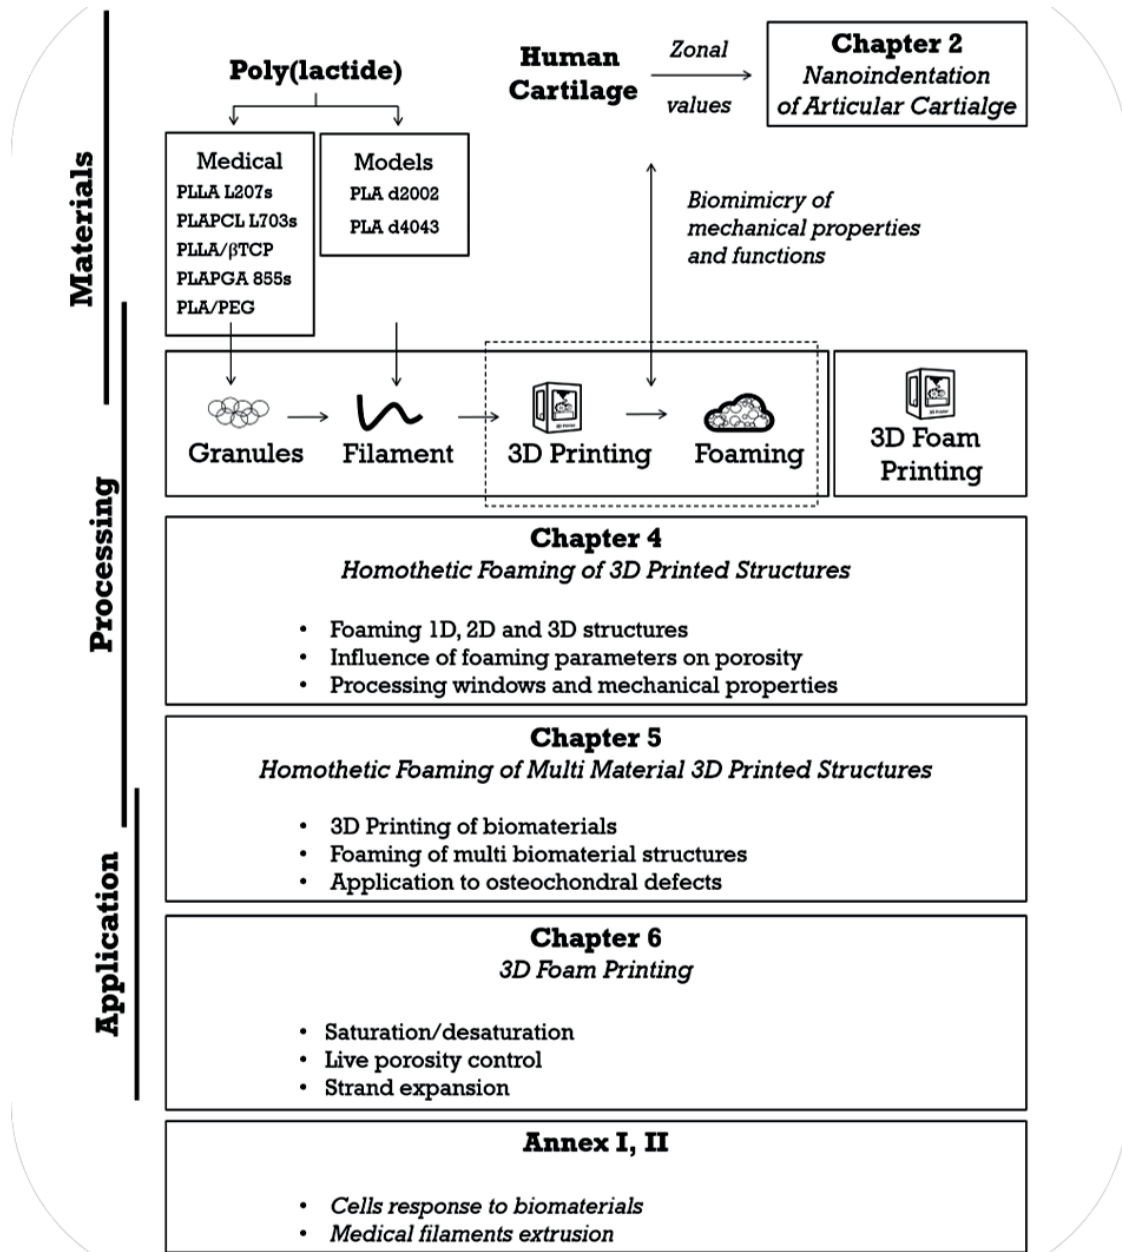 Poly(lactide)
Human
Cartilage
Zonal
values
Chapter 2
Nanoindentation
of Articular Cartialge
Medical
PLLA L207s
PLAPCL L703s
PLLA/βTCP
PLAPGA 855s
PLA/PEG
Models
PLA d2002
PLA d4043
Biomimicry of
mechanical properties
and functions
Materials
Granules
Filament
3D Printing
Foaming
3D Foam
Printing
Processing
Chapter 4
Homothetic Foaming of 3D Printed Structures
• Foaming 1D, 2D and 3D structures
• Influence of foaming parameters on porosity
• Processing windows and mechanical properties
Chapter 5
Homothetic Foaming of Multi Material 3D Printed Structures
• 3D Printing of biomaterials
• Foaming of multi biomaterial structures
• Application to osteochondral defects
Application
Chapter 6
3D Foam Printing
• Saturation/desaturation
• Live porosity control
• Strand expansion
Annex I, II
• Cells response to biomaterials
• Medical filaments extrusion